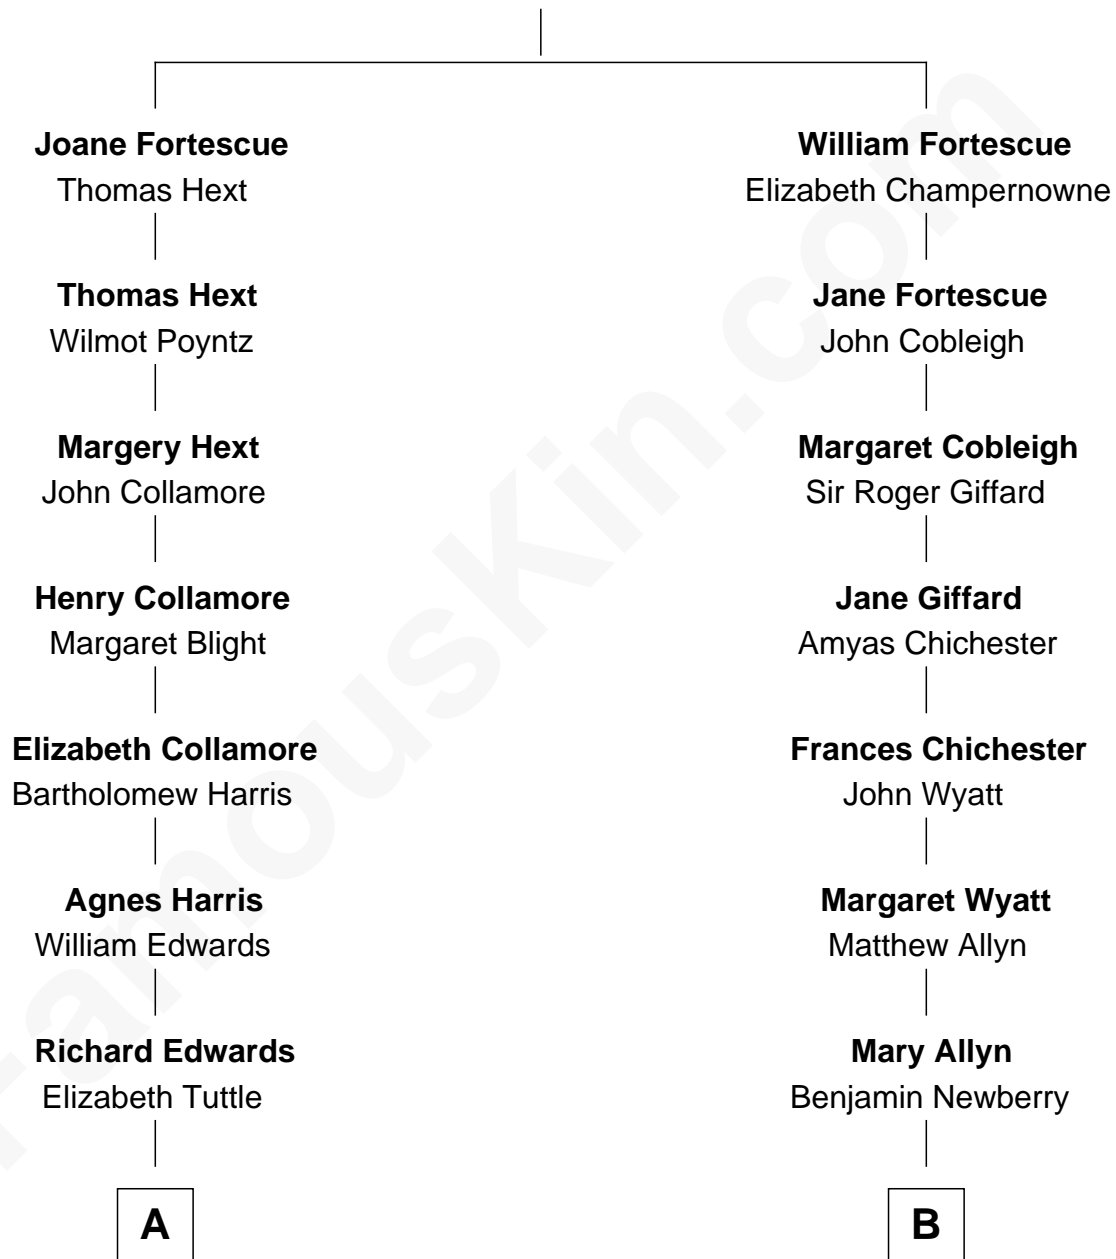 Joane Fortescue
Thomas Hext
Thomas Hext
Wilmot Poyntz
Margery Hext
John Collamore
Henry Collamore
Margaret Blight
Elizabeth Collamore
Bartholomew Harris
Agnes Harris
William Edwards
Richard Edwards
Elizabeth Tuttle
A
William Fortescue
Elizabeth Champernowne
Jane Fortescue
John Cobleigh
Margaret Cobleigh
Sir Roger Giffard
Jane Giffard
Amyas Chichester
Frances Chichester
John Wyatt
Margaret Wyatt
Matthew Allyn
Mary Allyn
Benjamin Newberry
B
FamousKin.com